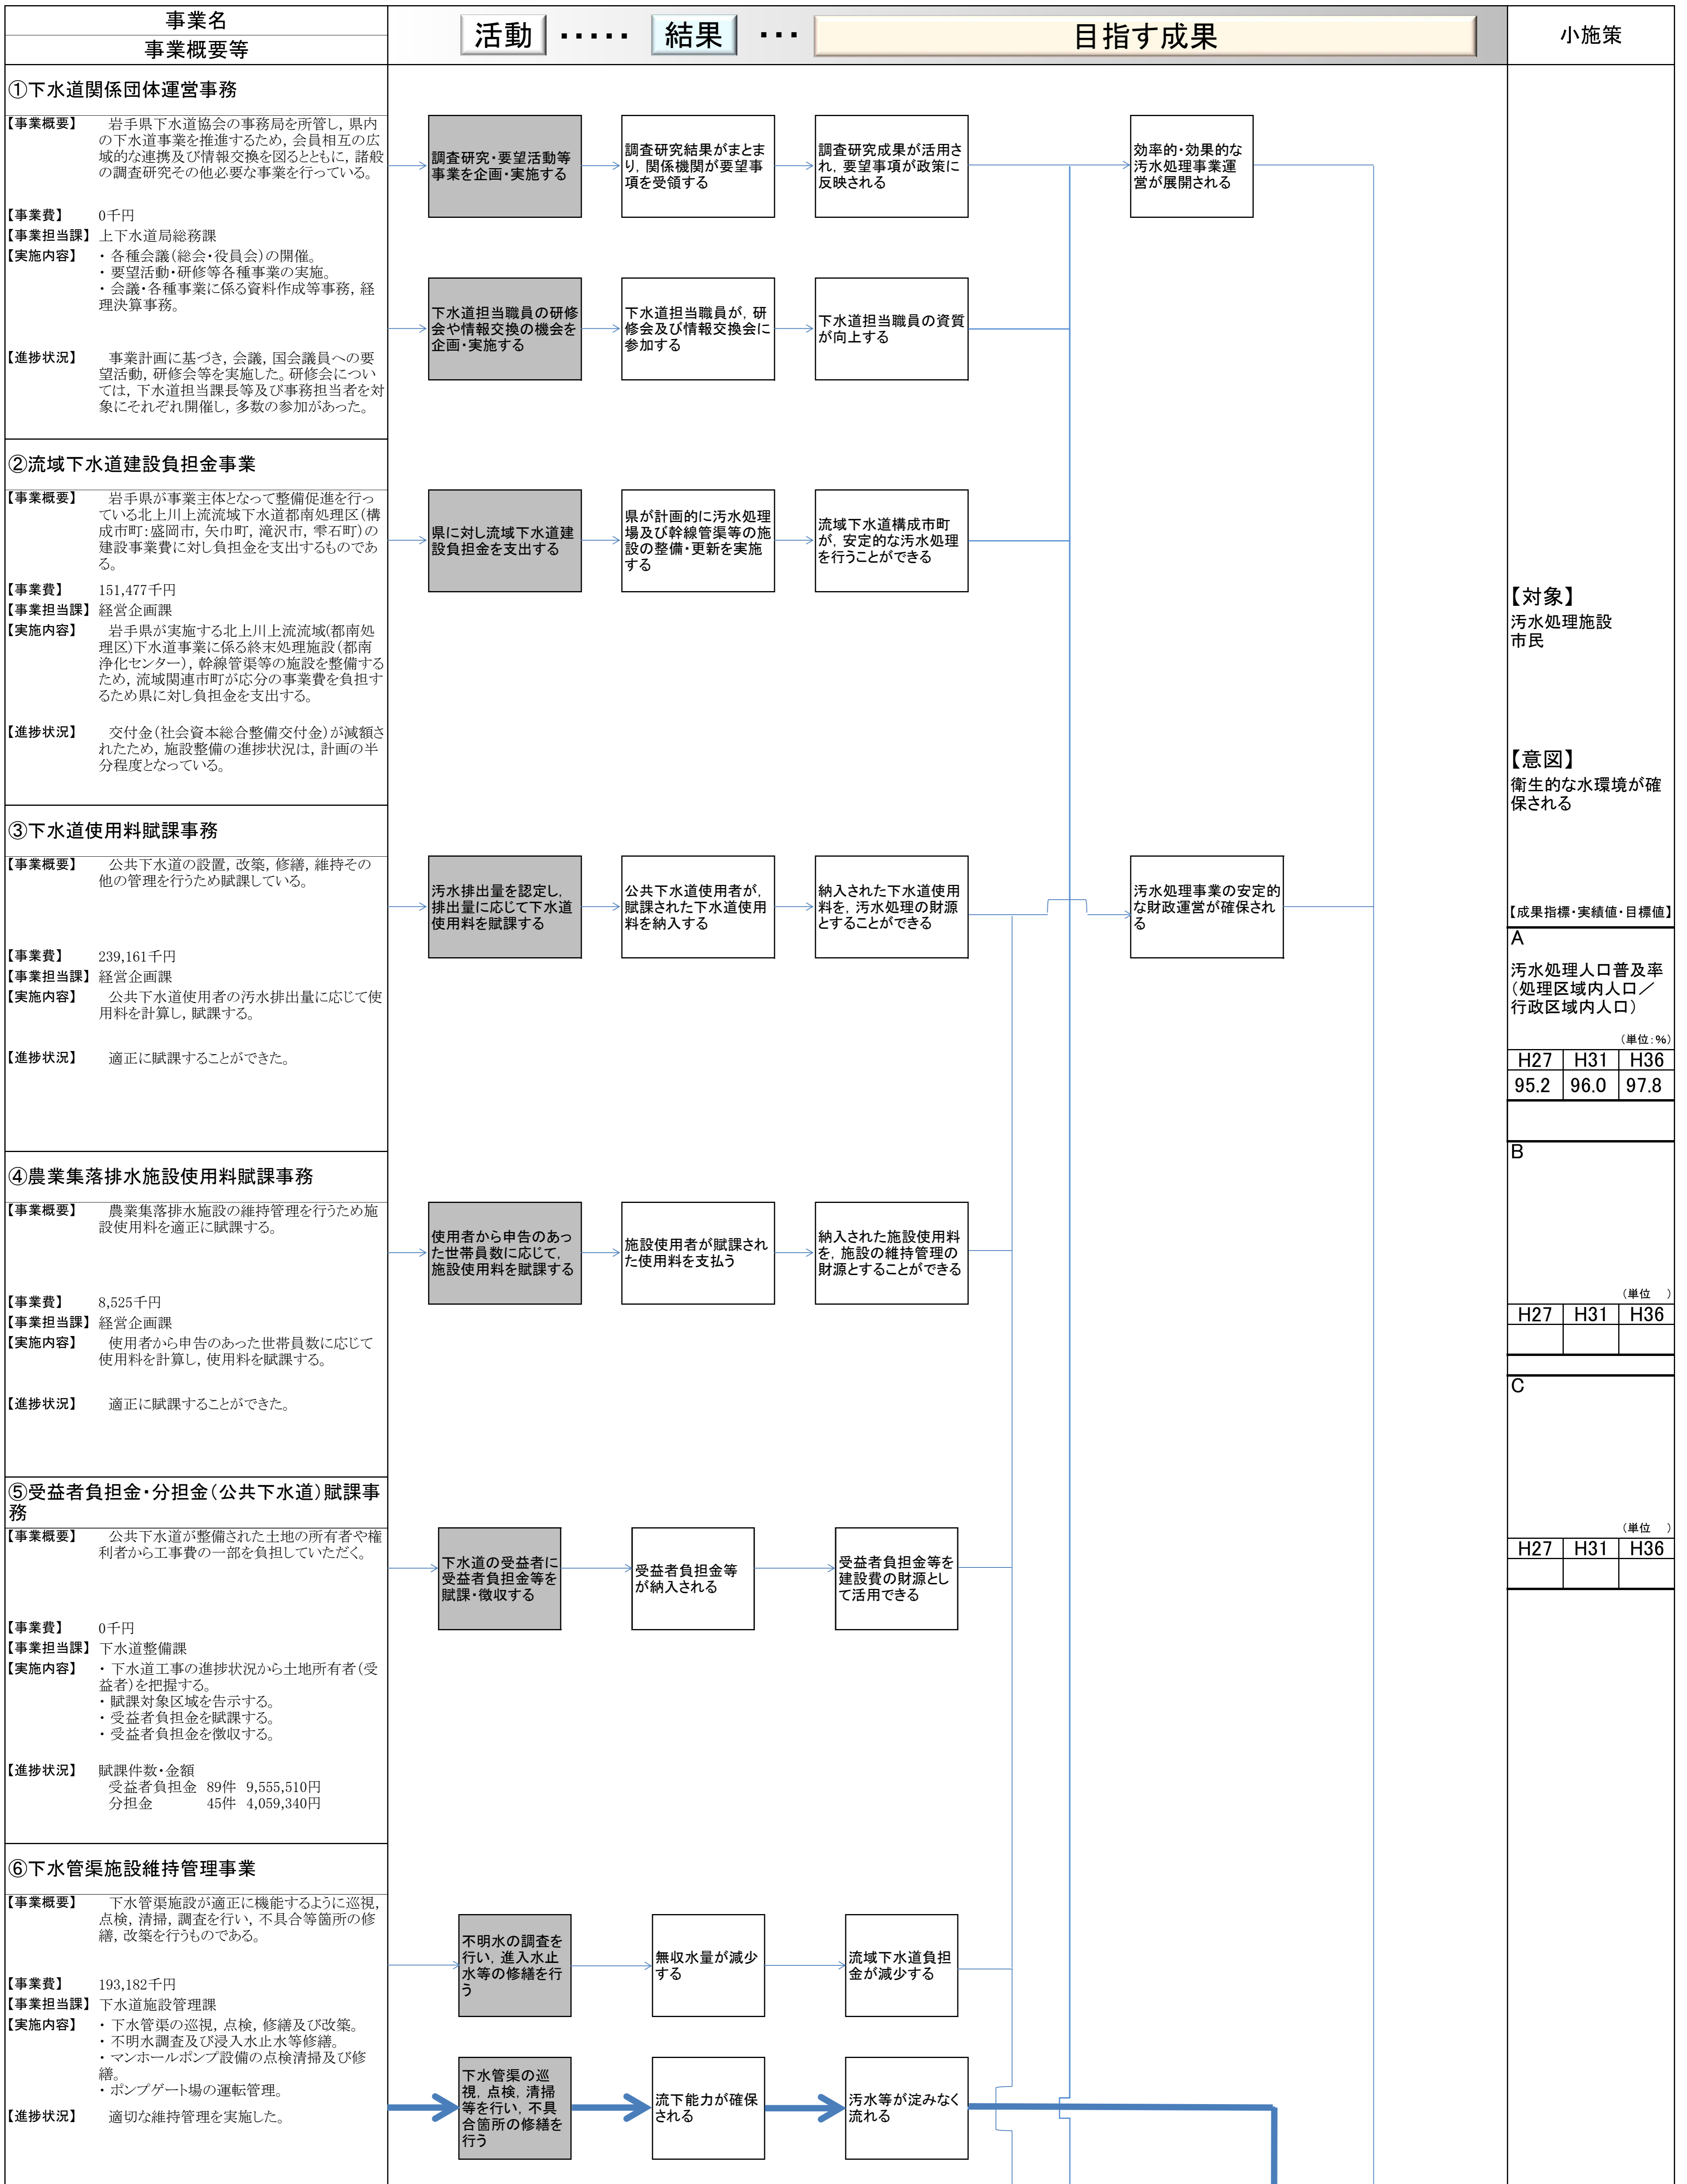 事業名
事業概要等
活動 ・・・・・ 結果 ・・・ 目指す成果
小施策
①下水道関係団体運営事務
【事業概要】 岩手県下水道協会の事務局を所管し，県内
の下水道事業を推進するため，会員相互の広
域的な連携及び情報交換を図るとともに，諸般
の調査研究その他必要な事業を行っている。
【事業費】 0千円
【事業担当課】 上下水道局総務課
【実施内容】 ・ 各種会議（総会・役員会）の開催。
・ 要望活動・研修等各種事業の実施。
・ 会議・各種事業に係る資料作成等事務，経
理決算事務。
【進捗状況】 事業計画に基づき，会議，国会議員への要
望活動，研修会等を実施した。研修会につい
ては，下水道担当課長等及び事務担当者を対
象にそれぞれ開催し，多数の参加があった。
調査研究・要望活動等
事業を企画・実施する
調査研究結果がまとま
り，関係機関が要望事
項を受領する
調査研究成果が活用さ
れ，要望事項が政策に
反映される
効率的・効果的な
汚水処理事業運
営が展開される
下水道担当職員の研修
会や情報交換の機会を
企画・実施する
下水道担当職員が，研
修会及び情報交換会に
参加する
下水道担当職員の資質
が向上する
②流域下水道建設負担金事業
【事業概要】 岩手県が事業主体となって整備促進を行っ
ている北上川上流流域下水道都南処理区（構
成市町：盛岡市，矢巾町，滝沢市，雫石町）の
建設事業費に対し負担金を支出するものであ
る。
【事業費】 151,477千円
【事業担当課】 経営企画課
【実施内容】 岩手県が実施する北上川上流流域(都南処
理区)下水道事業に係る終末処理施設（都南
浄化センター），幹線管渠等の施設を整備する
ため，流域関連市町が応分の事業費を負担す
るため県に対し負担金を支出する。
【進捗状況】 交付金（社会資本総合整備交付金）が減額さ
れたため，施設整備の進捗状況は，計画の半
分程度となっている。
県に対し流域下水道建
設負担金を支出する
県が計画的に汚水処理
場及び幹線管渠等の施
設の整備・更新を実施
する
流域下水道構成市町
が，安定的な汚水処理
を行うことができる
③下水道使用料賦課事務
【事業概要】 公共下水道の設置，改築，修繕，維持その
他の管理を行うため賦課している。
【事業費】 239,161千円
【事業担当課】 経営企画課
【実施内容】 公共下水道使用者の汚水排出量に応じて使
用料を計算し，賦課する。
【進捗状況】 適正に賦課することができた。
汚水排出量を認定し，
排出量に応じて下水道
使用料を賦課する
公共下水道使用者が，
賦課された下水道使用
料を納入する
納入された下水道使用
料を，汚水処理の財源
とすることができる
汚水処理事業の安定的
な財政運営が確保され
る
④農業集落排水施設使用料賦課事務
【事業概要】 農業集落排水施設の維持管理を行うため施
設使用料を適正に賦課する。
【事業費】 8,525千円
【事業担当課】 経営企画課
【実施内容】 使用者から申告のあった世帯員数に応じて
使用料を計算し，使用料を賦課する。
【進捗状況】 適正に賦課することができた。
使用者から申告のあっ
た世帯員数に応じて，
施設使用料を賦課する
施設使用者が賦課され
た使用料を支払う
納入された施設使用料
を，施設の維持管理の
財源とすることができる
⑤受益者負担金・分担金（公共下水道）賦課事
務
【事業概要】 公共下水道が整備された土地の所有者や権
利者から工事費の一部を負担していただく。
【事業費】 0千円
【事業担当課】 下水道整備課
【実施内容】 ・ 下水道工事の進捗状況から土地所有者（受
益者）を把握する。
・ 賦課対象区域を告示する。
・ 受益者負担金を賦課する。
・ 受益者負担金を徴収する。
【進捗状況】 賦課件数・金額
受益者負担金 89件 9,555,510円
分担金 45件 4,059,340円
下水道の受益者に
受益者負担金等を
賦課・徴収する
受益者負担金等
が納入される
受益者負担金等を
建設費の財源とし
て活用できる
⑥下水管渠施設維持管理事業
【事業概要】 下水管渠施設が適正に機能するように巡視，
点検，清掃，調査を行い，不具合等箇所の修
繕，改築を行うものである。
【事業費】 193,182千円
【事業担当課】 下水道施設管理課
【実施内容】 ・ 下水管渠の巡視，点検，修繕及び改築。
・ 不明水調査及び浸入水止水等修繕。
・ マンホールポンプ設備の点検清掃及び修
繕。
・ ポンプゲート場の運転管理。
【進捗状況】 適切な維持管理を実施した。
不明水の調査を
行い，進入水止
水等の修繕を行
う
無収水量が減少
する
流域下水道負担
金が減少する
下水管渠の巡
視，点検，清掃
等を行い，不具
合箇所の修繕を
行う
流下能力が確保
される
汚水等が淀みなく
流れる
【対象】
汚水処理施設
市民
【意図】
衛生的な水環境が確
保される
【成果指標・実績値・目標値】
A
汚水処理人口普及率
（処理区域内人口／
行政区域内人口）
（単位：％）
H27 H31 H36
95.2 96.0 97.8
B
（単位　）
H27 H31 H36
C
（単位　）
H27 H31 H36